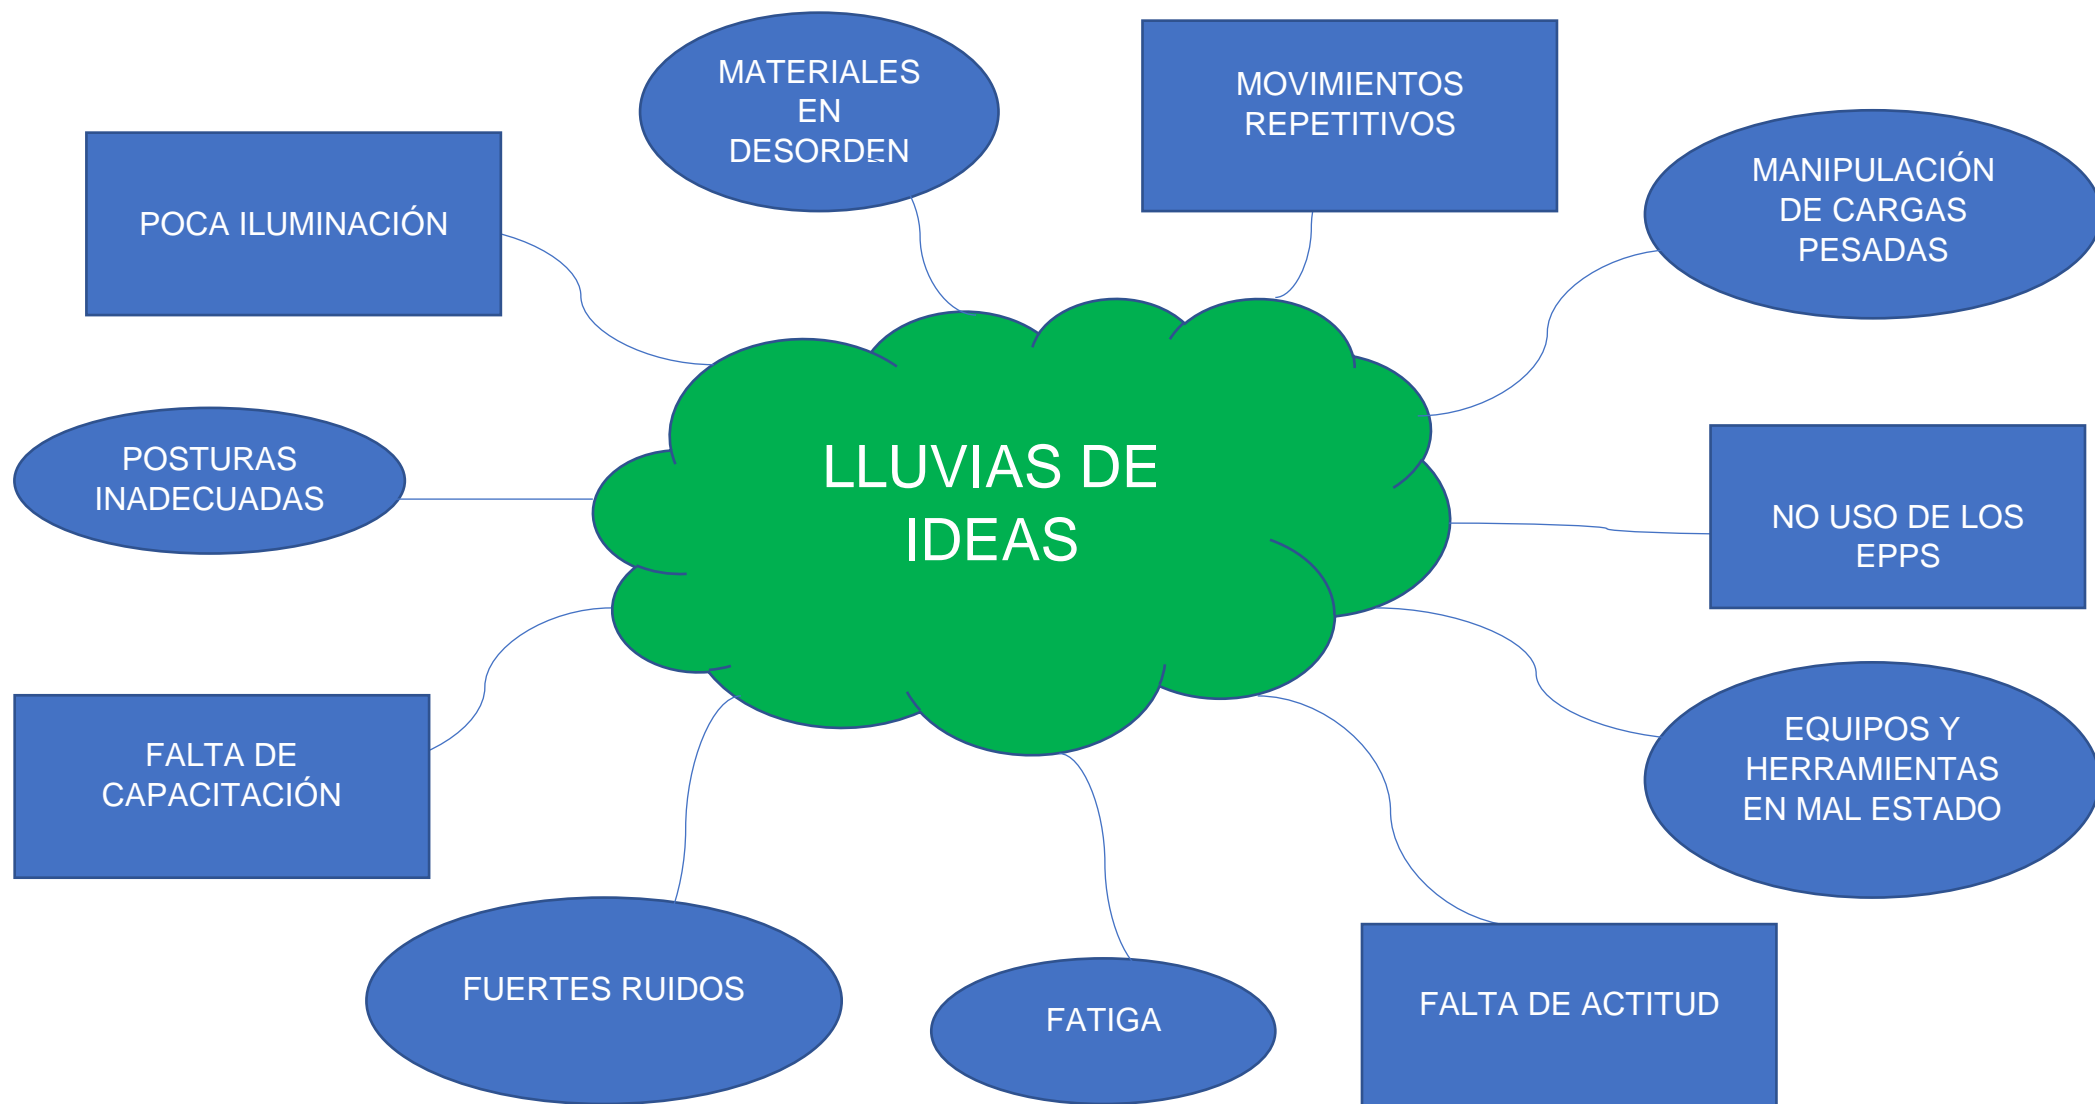 MATERIALES
EN
DESORDEN
MOVIMIENTOS
REPETITIVOS
MANIPULACIÓN
DE CARGAS
PESADAS
POCA ILUMINACIÓN
LLUVIAS DE
IDEAS
POSTURAS
INADECUADAS
NO USO DE LOS
EPPS
FALTA DE
CAPACITACIÓN
EQUIPOS Y
HERRAMIENTAS
EN MAL ESTADO
FUERTES RUIDOS
FATIGA
FALTA DE ACTITUD